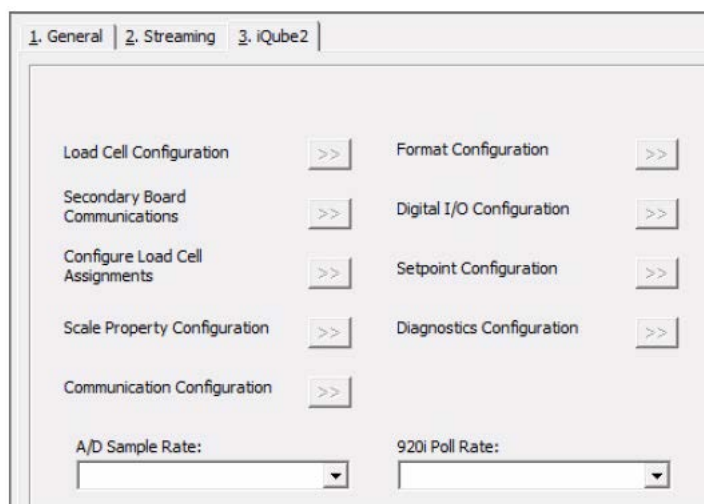 1. General
2. Streaming
3. iQube2
Load Cell Configuration
>>
Format Configuration
>>
Secondary Board
Communications
>>
Digital I/O Configuration
>>
Configure Load Cell
Assignments
>>
Setpoint Configuration
>>
Scale Property Configuration
>>
Diagnostics Configuration
>>
Communication Configuration
>>
A/D Sample Rate:
920i Poll Rate: